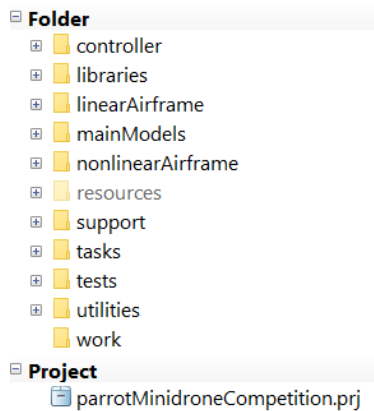 Folder
controller
libraries
linearAirframe
mainModels
nonlinearAirframe
resources
support
tasks
tests
utilities
work
Project
parrotMinidroneCompetition.prj